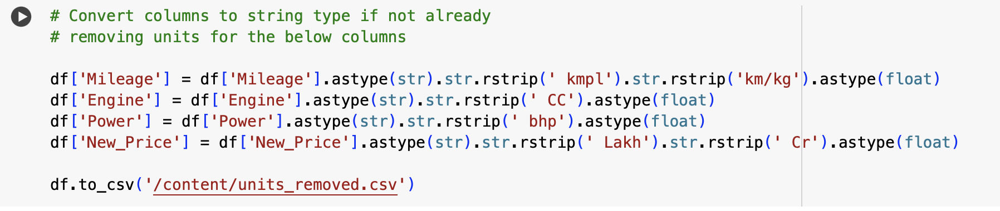 # Convert columns to string type if not already
# removing units for the below columns
df['Mileage'] = df['Mileage'].astype(str).str.rstrip(' kmpl').str.rstrip('km/kg').astype(float)
df['Engine'] = df['Engine'].astype(str).str.rstrip(' CC').astype(float)
df['Power'] = df['Power'].astype(str).str.rstrip(' bhp').astype(float)
df['New_Price'] = df['New_Price'].astype(str).str.rstrip(' Lakh').str.rstrip(' Cr').astype(float)
df.to_csv('/content/units_removed.csv')